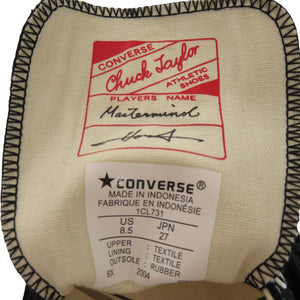 CONVERSE
Chuck Taylor
ATHLETIC
SHOES
PLAYERS NAME
Mastermind
★CONVERSE®
MADE IN INDONESIA
FABRIQUE EN INDONÉSIE
1CL731
US JPN
8.5 27
UPPER : TEXTILE
LINING : TEXTILE
OUTSOLE : RUBBER
6X 2004